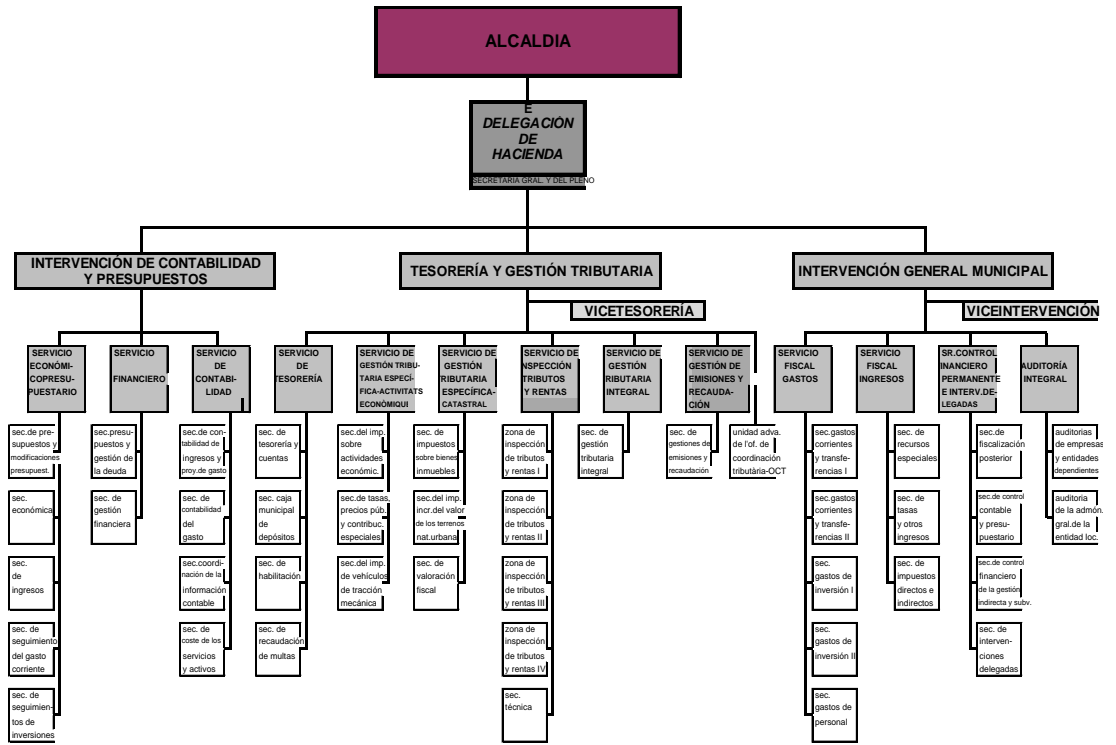 ALCALDIA
E
DELEGACIÓN
DE
HACIENDA
SECRETARIA GRAL. Y DEL PLENO
INTERVENCIÓN DE CONTABILIDAD
Y PRESUPUESTOS
TESORERÍA Y GESTIÓN TRIBUTARIA
INTERVENCIÓN GENERAL MUNICIPAL
VICETESORERÍA
VICEINTERVENCIÓN
SERVICIO
ECONÓMI-
COPRESU-
PUESTARIO
SERVICIO
FINANCIERO
SERVICIO
DE
CONTABI-
LIDAD
SERVICIO
DE
TESORERÍA
SERVICIO DE
GESTIÓN TRIBU-
TARIA ESPECÍ-
FICA-ACTIVITATS
ECONÒMIQUI
SERVICIO DE
GESTIÓN
TRIBUTARIA
ESPECÍFICA-
CATASTRAL
SERVICIO DE
INSPECCIÓN
TRIBUTOS
Y RENTAS
SERVICIO DE
GESTIÓN
TRIBUTARIA
INTEGRAL
SERVICIO DE
GESTIÓN DE
EMISIONES Y
RECAUDA-
CIÓN
SERVICIO
FISCAL
GASTOS
SERVICIO
FISCAL
INGRESOS
SR.CONTROL
FINANCIERO
PERMANENTE
E INTERV.DE-
LEGADAS
AUDITORÍA
INTEGRAL
sec.de pre-
supuestos y
modificaciones
presupuest.
sec.
económica
sec.
de
ingresos
sec. de
seguimiento
del gasto
corriente
sec. de
seguimien-
tos de
inversiones
sec.presu-
puestos y
gestión de
la deuda
sec. de
gestión
financiera
sec.de con-
tabilidad de
ingresos y
proy.de gasto
sec. de
contabilidad
del
gasto
sec.coordi-
nación de la
información
contable
sec. de
coste de los
servicios
y activos
sec. de
tesorería y
cuentas
sec. caja
municipal
de
depósitos
sec. de
habilitación
sec. de
recaudación
de multas
sec.del imp.
sobre
actividades
económic.
sec.de tasas,
precios púb.
y contribuc.
especiales
sec.del imp.
de vehículos
de tracción
mecánica
sec. de
impuestos
sobre bienes
inmuebles
sec.del imp.
incr.del valor
de los terrenos
nat.urbana
sec. de
valoración
fiscal
zona de
inspección
de tributos
y rentas I
zona de
inspección
de tributos
y rentas II
zona de
inspección
de tributos
y rentas III
zona de
inspección
de tributos
y rentas IV
sec.
técnica
sec. de
gestión
tributaria
integral
sec. de
gestiones de
emisiones y
recaudación
unidad adva.
de l'of. de
coordinación
tributària-OCT
sec.gastos
corrientes
y transfe-
rencias I
sec.gastos
corrientes
y transfe-
rencias II
sec.
gastos de
inversión I
sec.
gastos de
inversión II
sec.
gastos de
personal
sec. de
recursos
especiales
sec. de
tasas
y otros
ingresos
sec. de
impuestos
directos e
indirectos
sec.de
fiscalización
posterior
sec.de control
contable
y presu-
puestario
sec.de control
financiero
de la gestión
indirecta y subv.
sec. de
interven-
ciones
delegadas
auditorias
de empresas
y entidades
dependientes
auditoria
de la admón.
gral.de la
entidad loc.